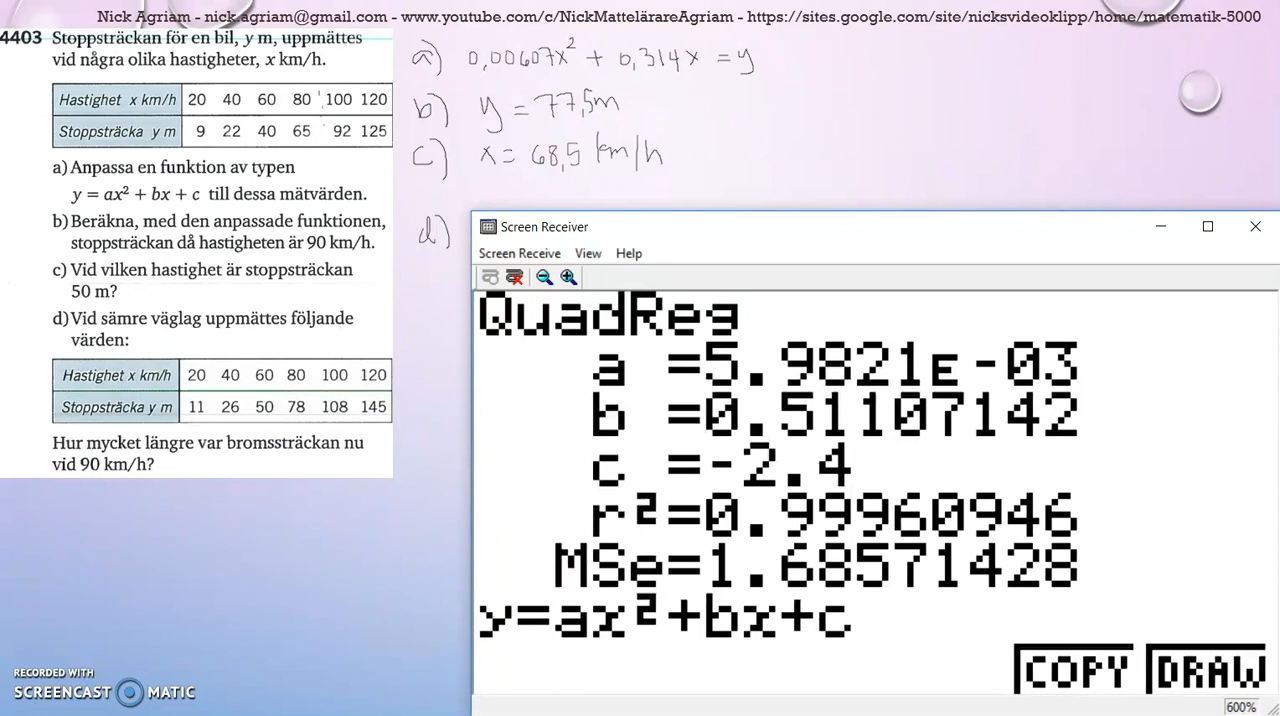 Nick Agriam - nick.agriam@gmail.com - www.youtube.com/c/NickMattelärareAgriam - https://sites.google.com/site/nicksvideoklipp/home/matematik-5000
4403 Stoppsträckan för en bil, y m, uppmättes
vid några olika hastigheter, x km/h.
Hastighet x km/h 20 40 60 80 100 120
Stoppsträcka y m 9 22 40 65 92 125
a) Anpassa en funktion av typen
y = ax² + bx + c till dessa mätvärden.
b) Beräkna, med den anpassade funktionen,
stoppsträckan då hastigheten är 90 km/h.
c) Vid vilken hastighet är stoppsträckan
50 m?
d) Vid sämre väglag uppmättes följande
värden:
Hastighet x km/h 20 40 60 80 100 120
Stoppsträcka y m 11 26 50 78 108 145
Hur mycket längre var bromssträckan nu
vid 90 km/h?
a) 0,00607x² + 0,314x = y
b) y = 77,5m
c) x = 68,5 km/h
d)
Screen Receiver
Screen Receive View Help
QuadReg
a =5.9821E-03
b =0.51107142
c =-2.4
r²=0.99960946
MSe=1.68571428
y=ax²+bx+c
COPY DRAW
600%
RECORDED WITH
SCREENCAST MATIC